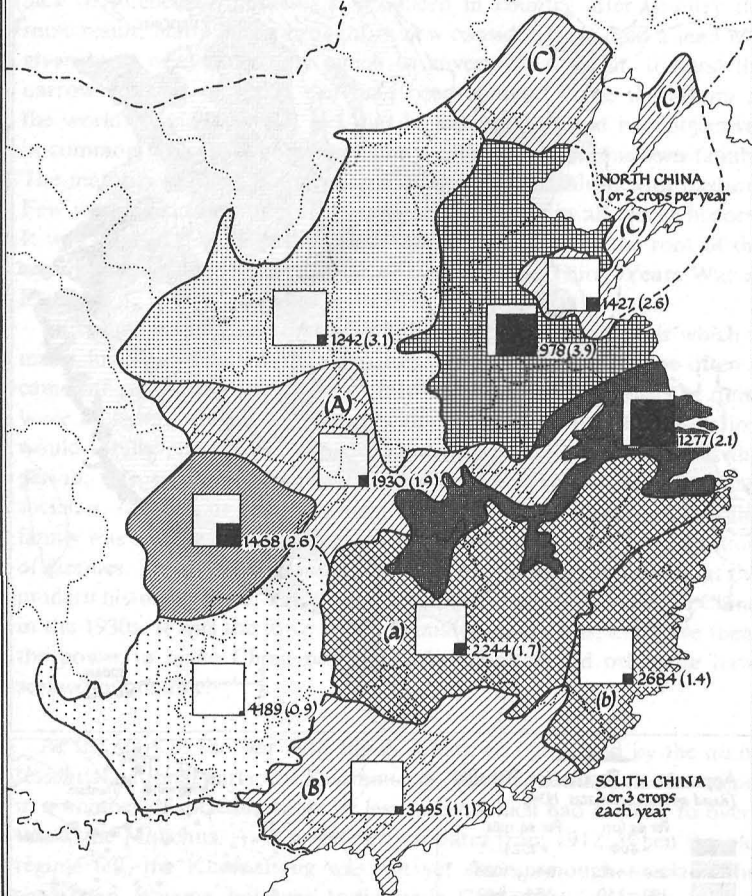 (C)
(C)
NORTH CHINA
1 or 2 crops per year
(C)
1427 (2.6)
1242 (3.1)
978 (3.9)
(A)
1277 (2.1)
1930 (1.9)
1468 (2.6)
(a)
2244 (1.7)
2684 (1.4)
(b)
4189 (0.9)
(B)
3495 (1.1)
SOUTH CHINA
2 or 3 crops
each year